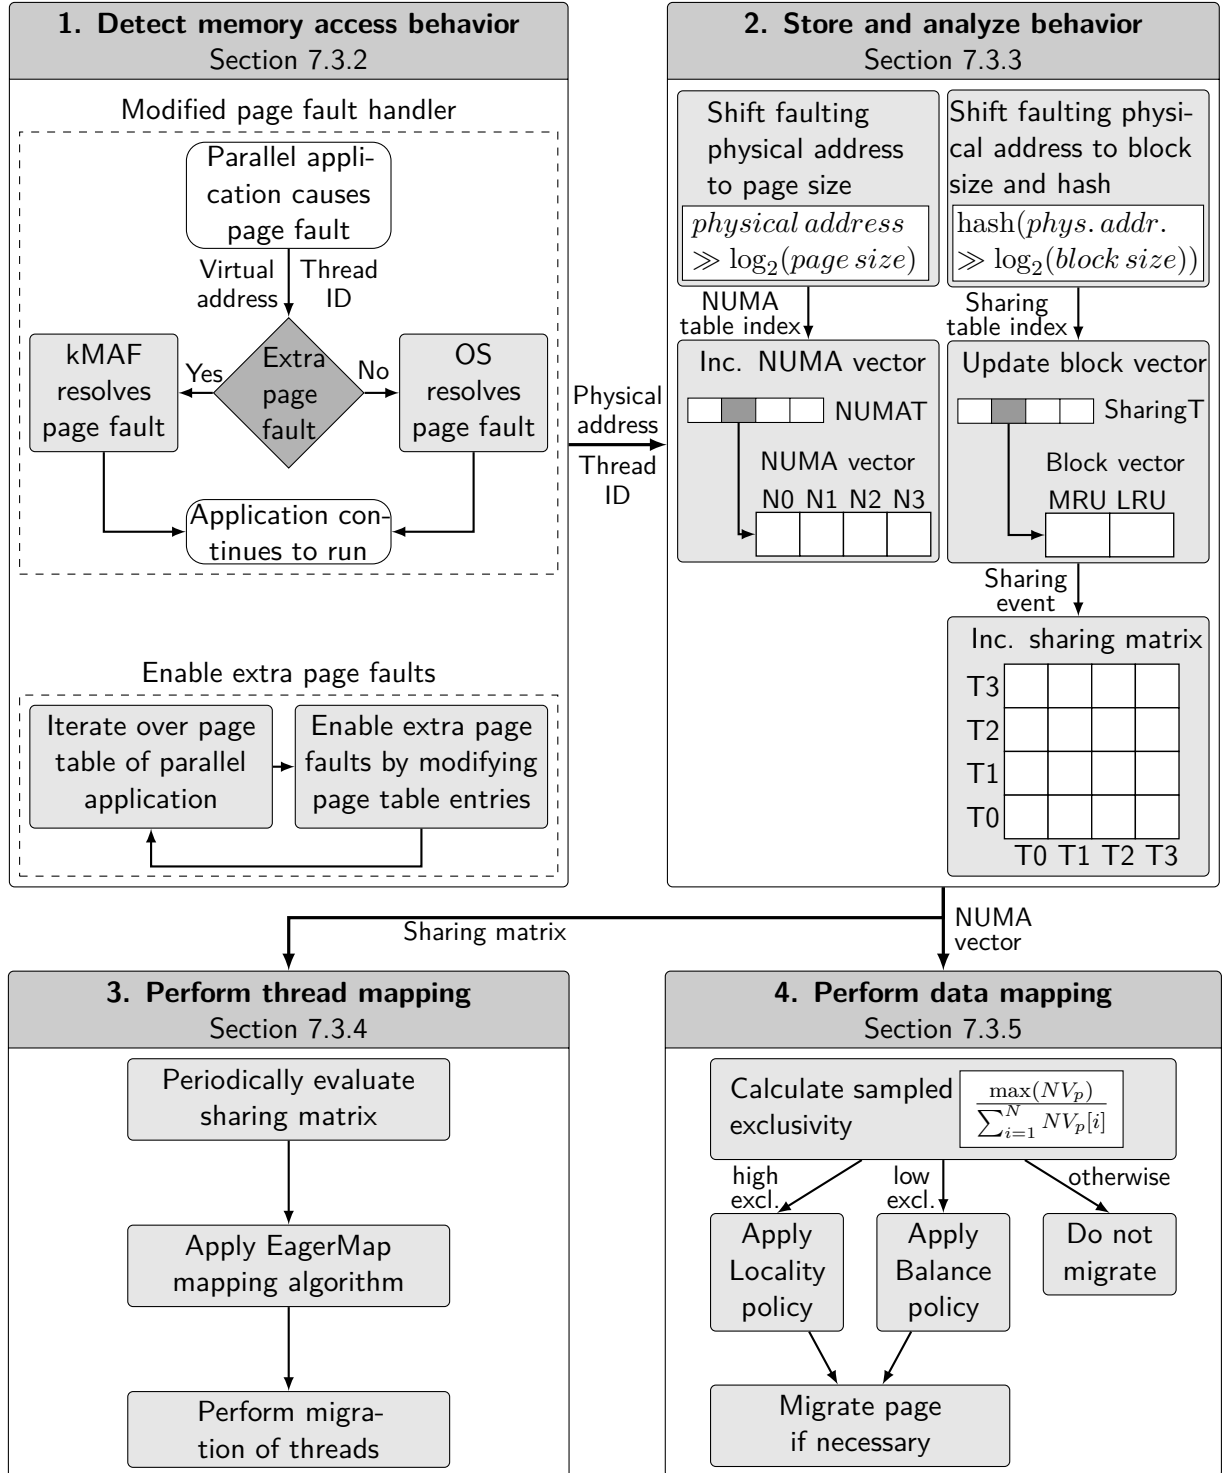 1. Detect memory access behavior
Section 7.3.2
Modified page fault handler
Parallel appli-
cation causes
page fault
Virtual
address
Thread
ID
Extra
page
fault
Yes
No
kMAF
resolves
page fault
OS
resolves
page fault
Application con-
tinues to run
Enable extra page faults
Iterate over page
table of parallel
application
Enable extra page
faults by modifying
page table entries
Physical
address
Thread
ID
2. Store and analyze behavior
Section 7.3.3
Shift faulting
physical address
to page size
physical address
≫ log₂(page size)
NUMA
table index
Inc. NUMA vector
NUMAT
NUMA vector
N0 N1 N2 N3
Shift faulting physi-
cal address to block
size and hash
hash(phys. addr.
≫ log₂(block size))
Sharing
table index
Update block vector
SharingT
Block vector
MRU LRU
Sharing
event
Inc. sharing matrix
T3
T2
T1
T0
T0 T1 T2 T3
Sharing matrix
NUMA
vector
3. Perform thread mapping
Section 7.3.4
Periodically evaluate
sharing matrix
Apply EagerMap
mapping algorithm
Perform migra-
tion of threads
4. Perform data mapping
Section 7.3.5
Calculate sampled
exclusivity
max(NVₚ)
∑ᵢ₌₁ᴺ NVₚ[i]
high
excl.
low
excl.
otherwise
Apply
Locality
policy
Apply
Balance
policy
Do not
migrate
Migrate page
if necessary